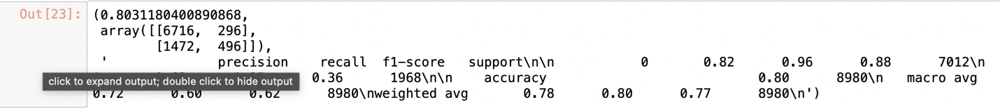 Out[23]: (0.8031180400890868,
array([[6716, 296],
[1472, 496]]),
' precision recall f1-score support\n\n 0 0.82 0.96 0.88 7012\n
click to expand output; double click to hide output 0.36 1968\n\n accuracy 0.80 8980\n macro avg
0.72 0.60 0.62 8980\nweighted avg 0.78 0.80 0.77 8980\n')